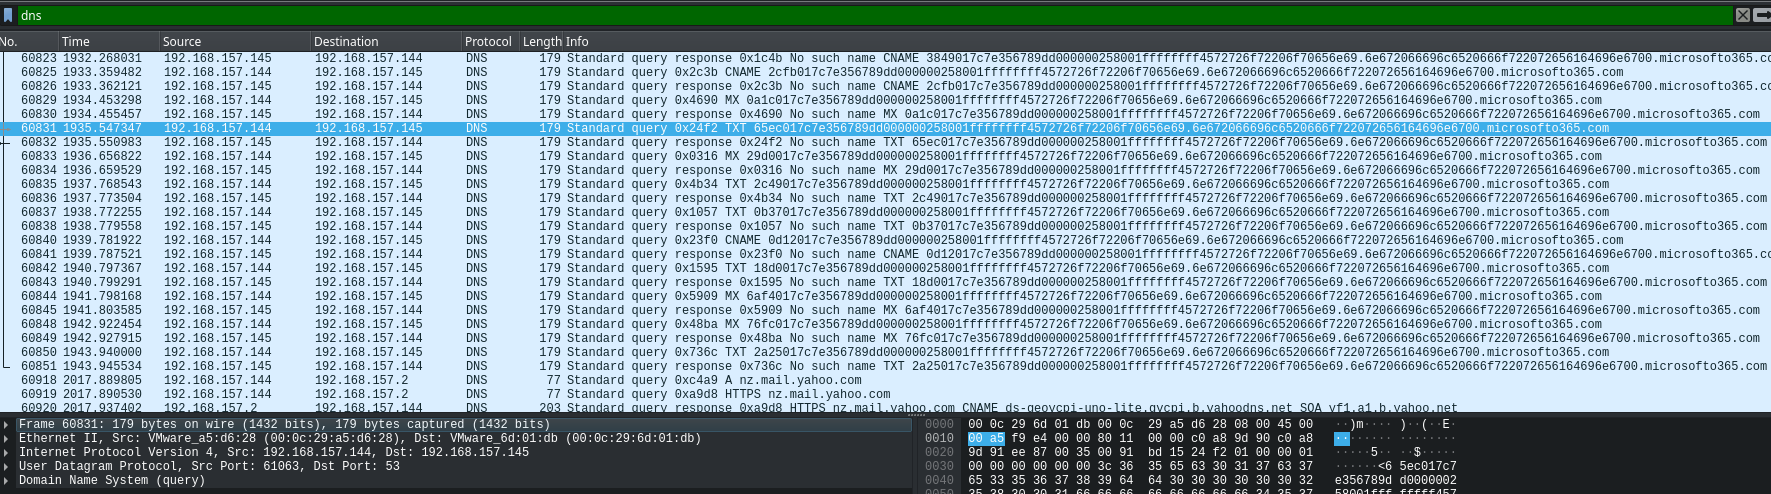 dns
No. Time Source Destination Protocol Length Info
60823 1932.268031 192.168.157.145 192.168.157.144 DNS 179 Standard query response 0x1c4b No such name CNAME 3849017c7e356789dd000000258001ffffffff4572726f72206f70656e69.6e672066696c6520666f722072656164696e6700.microsofto365.co
60825 1933.359482 192.168.157.144 192.168.157.145 DNS 179 Standard query 0x2c3b CNAME 2cfb017c7e356789dd000000258001ffffffff4572726f72206f70656e69.6e672066696c6520666f722072656164696e6700.microsofto365.com
60826 1933.362121 192.168.157.145 192.168.157.144 DNS 179 Standard query response 0x2c3b No such name CNAME 2cfb017c7e356789dd000000258001ffffffff4572726f72206f70656e69.6e672066696c6520666f722072656164696e6700.microsofto365.co
60829 1934.453298 192.168.157.144 192.168.157.145 DNS 179 Standard query 0x4690 MX 0a1c017c7e356789dd000000258001ffffffff4572726f72206f70656e69.6e672066696c6520666f722072656164696e6700.microsofto365.com
60830 1934.455457 192.168.157.145 192.168.157.144 DNS 179 Standard query response 0x4690 No such name MX 0a1c017c7e356789dd000000258001ffffffff4572726f72206f70656e69.6e672066696c6520666f722072656164696e6700.microsofto365.com
60831 1935.547347 192.168.157.144 192.168.157.145 DNS 179 Standard query 0x24f2 TXT 65ec017c7e356789dd000000258001ffffffff4572726f72206f70656e69.6e672066696c6520666f722072656164696e6700.microsofto365.com
60832 1935.550983 192.168.157.145 192.168.157.144 DNS 179 Standard query response 0x24f2 No such name TXT 65ec017c7e356789dd000000258001ffffffff4572726f72206f70656e69.6e672066696c6520666f722072656164696e6700.microsofto365.com
60833 1936.656822 192.168.157.144 192.168.157.145 DNS 179 Standard query 0x0316 MX 29d0017c7e356789dd000000258001ffffffff4572726f72206f70656e69.6e672066696c6520666f722072656164696e6700.microsofto365.com
60834 1936.659529 192.168.157.145 192.168.157.144 DNS 179 Standard query response 0x0316 No such name MX 29d0017c7e356789dd000000258001ffffffff4572726f72206f70656e69.6e672066696c6520666f722072656164696e6700.microsofto365.com
60835 1937.768543 192.168.157.144 192.168.157.145 DNS 179 Standard query 0x4b34 TXT 2c49017c7e356789dd000000258001ffffffff4572726f72206f70656e69.6e672066696c6520666f722072656164696e6700.microsofto365.com
60836 1937.773504 192.168.157.145 192.168.157.144 DNS 179 Standard query response 0x4b34 No such name TXT 2c49017c7e356789dd000000258001ffffffff4572726f72206f70656e69.6e672066696c6520666f722072656164696e6700.microsofto365.com
60837 1938.772255 192.168.157.144 192.168.157.145 DNS 179 Standard query 0x1057 TXT 0b37017c7e356789dd000000258001ffffffff4572726f72206f70656e69.6e672066696c6520666f722072656164696e6700.microsofto365.com
60838 1938.779558 192.168.157.145 192.168.157.144 DNS 179 Standard query response 0x1057 No such name TXT 0b37017c7e356789dd000000258001ffffffff4572726f72206f70656e69.6e672066696c6520666f722072656164696e6700.microsofto365.com
60840 1939.781922 192.168.157.144 192.168.157.145 DNS 179 Standard query 0x23f0 CNAME 0d12017c7e356789dd000000258001ffffffff4572726f72206f70656e69.6e672066696c6520666f722072656164696e6700.microsofto365.com
60841 1939.787521 192.168.157.145 192.168.157.144 DNS 179 Standard query response 0x23f0 No such name CNAME 0d12017c7e356789dd000000258001ffffffff4572726f72206f70656e69.6e672066696c6520666f722072656164696e6700.microsofto365.co
60842 1940.797367 192.168.157.144 192.168.157.145 DNS 179 Standard query 0x1595 TXT 18d0017c7e356789dd000000258001ffffffff4572726f72206f70656e69.6e672066696c6520666f722072656164696e6700.microsofto365.com
60843 1940.799291 192.168.157.145 192.168.157.144 DNS 179 Standard query response 0x1595 No such name TXT 18d0017c7e356789dd000000258001ffffffff4572726f72206f70656e69.6e672066696c6520666f722072656164696e6700.microsofto365.com
60844 1941.798168 192.168.157.144 192.168.157.145 DNS 179 Standard query 0x5909 MX 6af4017c7e356789dd000000258001ffffffff4572726f72206f70656e69.6e672066696c6520666f722072656164696e6700.microsofto365.com
60845 1941.803585 192.168.157.145 192.168.157.144 DNS 179 Standard query response 0x5909 No such name MX 6af4017c7e356789dd000000258001ffffffff4572726f72206f70656e69.6e672066696c6520666f722072656164696e6700.microsofto365.com
60848 1942.922454 192.168.157.144 192.168.157.145 DNS 179 Standard query 0x48ba MX 76fc017c7e356789dd000000258001ffffffff4572726f72206f70656e69.6e672066696c6520666f722072656164696e6700.microsofto365.com
60849 1942.927915 192.168.157.145 192.168.157.144 DNS 179 Standard query response 0x48ba No such name MX 76fc017c7e356789dd000000258001ffffffff4572726f72206f70656e69.6e672066696c6520666f722072656164696e6700.microsofto365.com
60850 1943.940000 192.168.157.144 192.168.157.145 DNS 179 Standard query 0x736c TXT 2a25017c7e356789dd000000258001ffffffff4572726f72206f70656e69.6e672066696c6520666f722072656164696e6700.microsofto365.com
60851 1943.945534 192.168.157.145 192.168.157.144 DNS 179 Standard query response 0x736c No such name TXT 2a25017c7e356789dd000000258001ffffffff4572726f72206f70656e69.6e672066696c6520666f722072656164696e6700.microsofto365.com
60918 2017.889805 192.168.157.144 192.168.157.2 DNS 77 Standard query 0xc4a9 A nz.mail.yahoo.com
60919 2017.890530 192.168.157.144 192.168.157.2 DNS 77 Standard query 0xa9d8 HTTPS nz.mail.yahoo.com
60920 2017.937402 192.168.157.2 192.168.157.144 DNS 203 Standard query response 0xa9d8 HTTPS nz.mail.yahoo.com CNAME ds-geoycpi-uno-lite.gycpi.b.yahoodns.net SOA yf1.a1.b.yahoo.net
Frame 60831: 179 bytes on wire (1432 bits), 179 bytes captured (1432 bits)
Ethernet II, Src: VMware_a5:d6:28 (00:0c:29:a5:d6:28), Dst: VMware_6d:01:db (00:0c:29:6d:01:db)
Internet Protocol Version 4, Src: 192.168.157.144, Dst: 192.168.157.145
User Datagram Protocol, Src Port: 61063, Dst Port: 53
Domain Name System (query)
0000 00 0c 29 6d 01 db 00 0c 29 a5 d6 28 08 00 45 00 ··)m···· )··(··E·
0010 00 a5 f9 e4 00 00 80 11 00 00 c0 a8 9d 90 c0 a8 ········ ········
0020 9d 91 ee 87 00 35 00 91 bd 15 24 f2 01 00 00 01 ·····5·· ··$·····
0030 00 00 00 00 00 00 3c 36 35 65 63 30 31 37 63 37 ······<6 5ec017c7
0040 65 33 35 36 37 38 39 64 64 30 30 30 30 30 30 32 e356789d d0000002
0050 35 38 30 30 31 66 66 66 66 66 66 66 66 34 35 37 58001fff fffff457